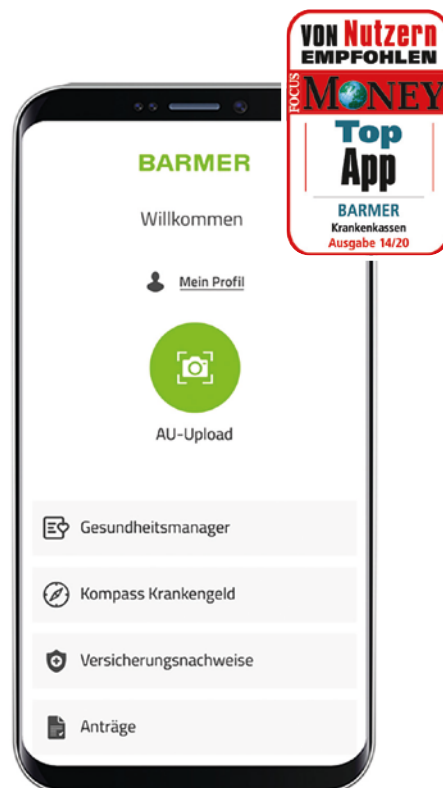 VON Nutzern
EMPFOHLEN
FOCUS
MONEY
Top
App
BARMER
Krankenkassen
Ausgabe 14/20
BARMER
Willkommen
Mein Profil
AU-Upload
Gesundheitsmanager
Kompass Krankengeld
Versicherungsnachweise
Anträge